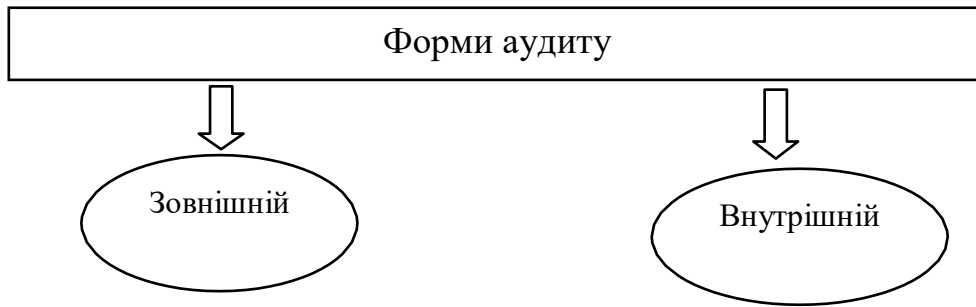 Форми аудиту
Зовнішній
Внутрішній